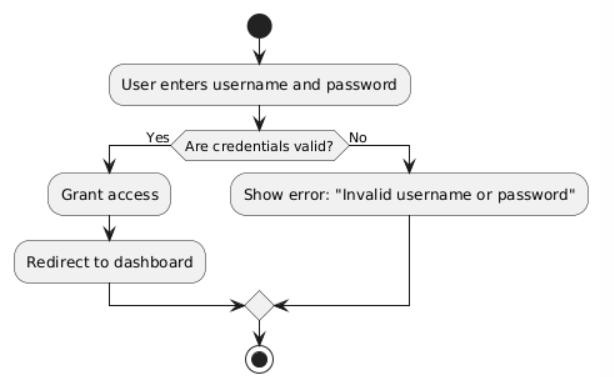 User enters username and password
Yes
Are credentials valid?
No
Grant access
Show error: "Invalid username or password"
Redirect to dashboard